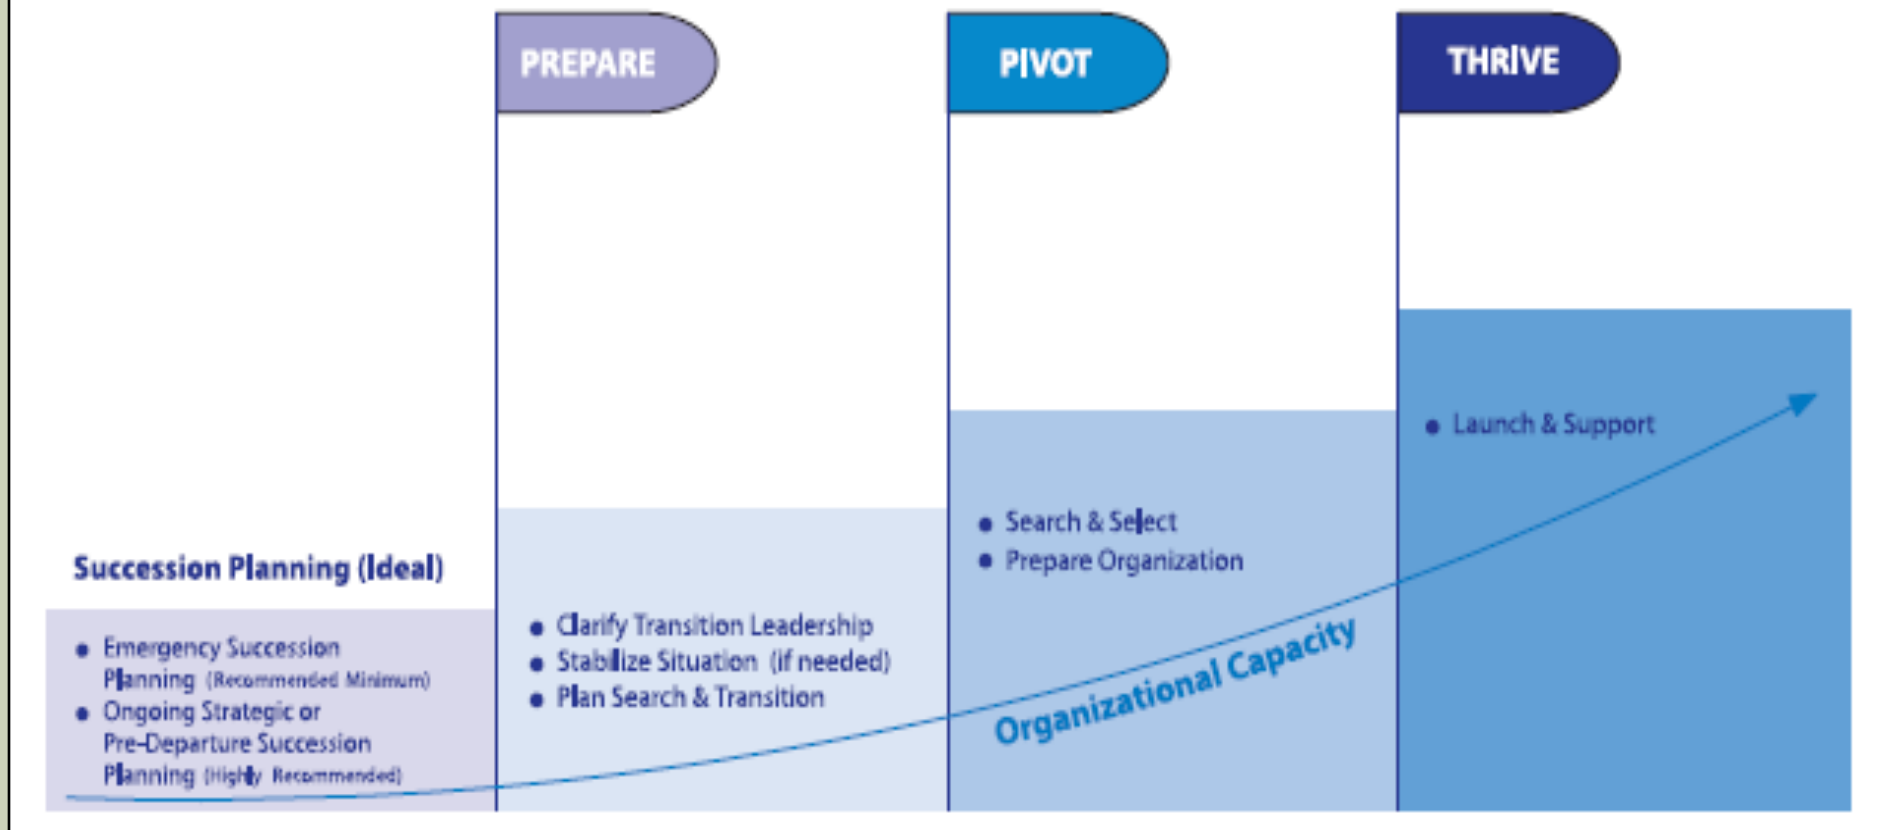 PREPARE
PIVOT
THRIVE
Succession Planning (Ideal)
● Emergency Succession
Planning (Recommended Minimum)
● Ongoing Strategic or
Pre-Departure Succession
Planning (Highly Recommended)
● Clarify Transition Leadership
● Stabilize Situation (if needed)
● Plan Search & Transition
● Search & Select
● Prepare Organization
● Launch & Support
Organizational Capacity